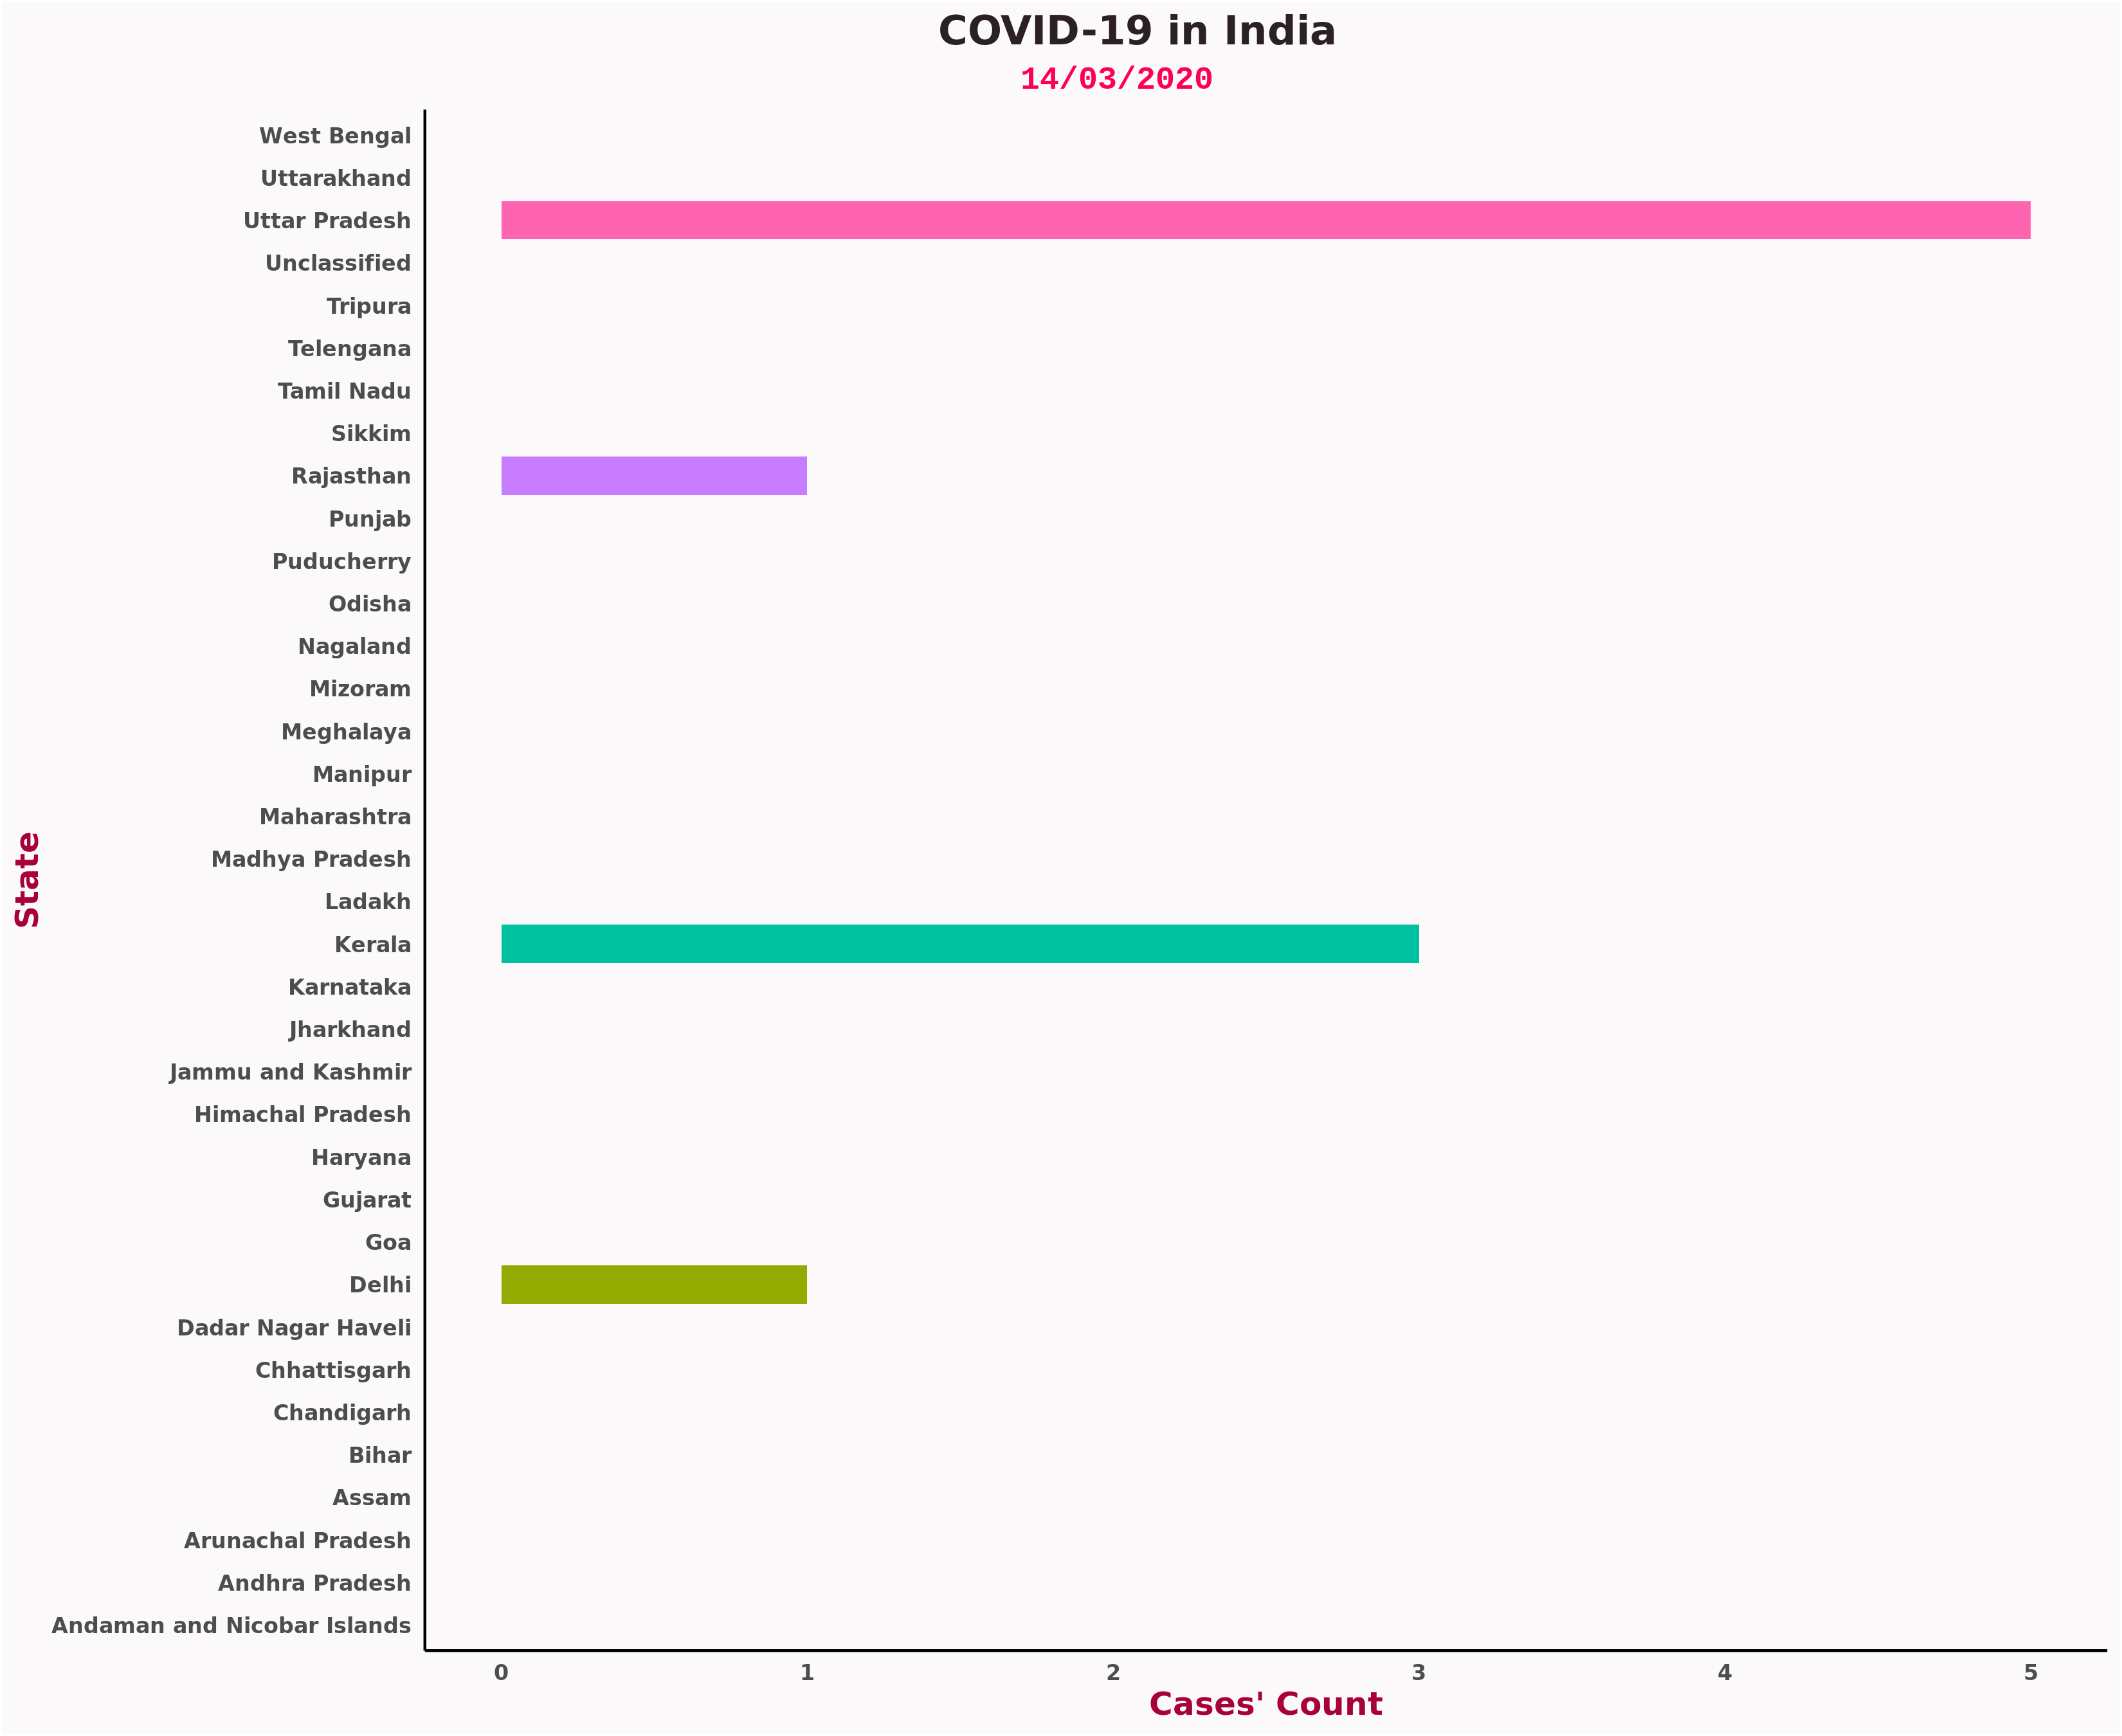 COVID-19 in India
14/03/2020
West Bengal
Uttarakhand
Uttar Pradesh
Unclassified
Tripura
Telengana
Tamil Nadu
Sikkim
Rajasthan
Punjab
Puducherry
Odisha
Nagaland
Mizoram
Meghalaya
Manipur
Maharashtra
Madhya Pradesh
Ladakh
Kerala
Karnataka
Jharkhand
Jammu and Kashmir
Himachal Pradesh
Haryana
Gujarat
Goa
Delhi
Dadar Nagar Haveli
Chhattisgarh
Chandigarh
Bihar
Assam
Arunachal Pradesh
Andhra Pradesh
Andaman and Nicobar Islands
State
0 1 2 3 4 5
Cases' Count